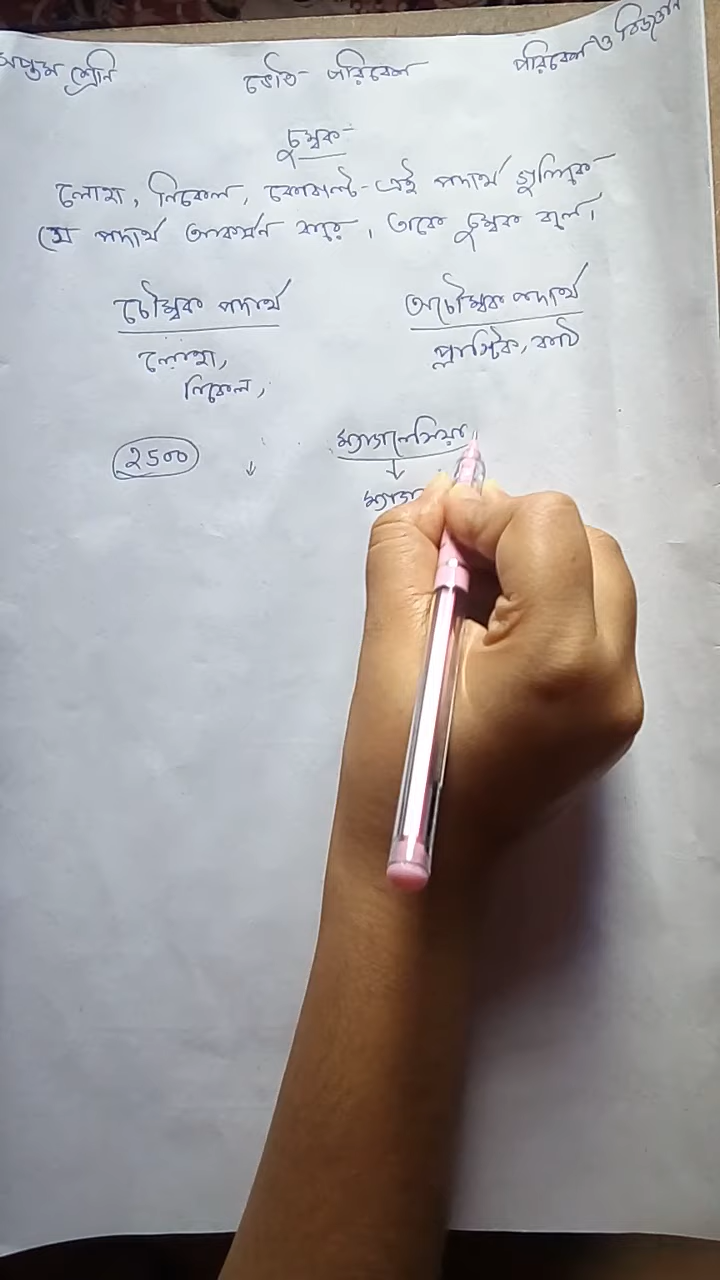 সপ্তম শ্রেনি ভৌত পরিবেশ পরিবেশ ও বিজ্ঞান
চুম্বক-
লোহা, নিকেল, কোবাল্ট- এই পদার্থ গুলিকে
যে পদার্থ আকর্ষন করে, তাকে চুম্বক বলে।
চৌম্বক পদার্থ অচৌম্বক পদার্থ
লোহা, প্লাস্টিক, কাঠ
নিকেল,
ম্যাগনেসিয়া
2500
ম্যাগ